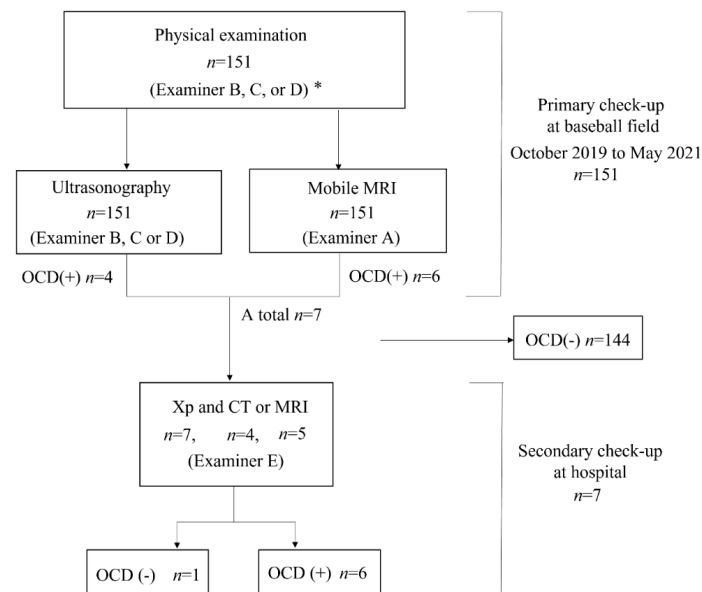 Physical examination
n=151
(Examiner B, C, or D) *
Primary check-up
at baseball field
October 2019 to May 2021
n=151
Ultrasonography
n=151
(Examiner B, C or D)
Mobile MRI
n=151
(Examiner A)
OCD(+) n=4
OCD(+) n=6
A total n=7
OCD(-) n=144
Xp and CT or MRI
n=7, n=4, n=5
(Examiner E)
Secondary check-up
at hospital
n=7
OCD (-) n=1
OCD (+) n=6